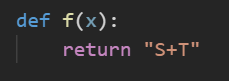 def f(x):
    return "S+T"